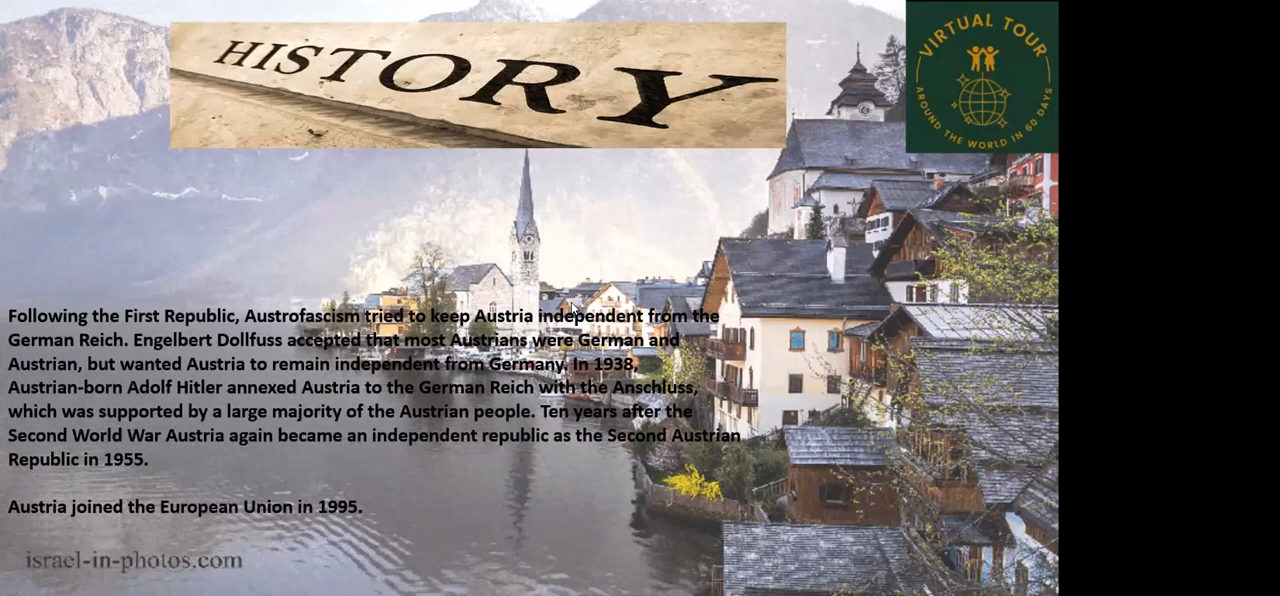 HISTORY
VIRTUAL TOUR
AROUND THE WORLD IN 60 DAYS
Following the First Republic, Austrofascism tried to keep Austria independent from the
German Reich. Engelbert Dollfuss accepted that most Austrians were German and
Austrian, but wanted Austria to remain independent from Germany. In 1938,
Austrian-born Adolf Hitler annexed Austria to the German Reich with the Anschluss,
which was supported by a large majority of the Austrian people. Ten years after the
Second World War Austria again became an independent republic as the Second Austrian
Republic in 1955.
Austria joined the European Union in 1995.
israel-in-photos.com